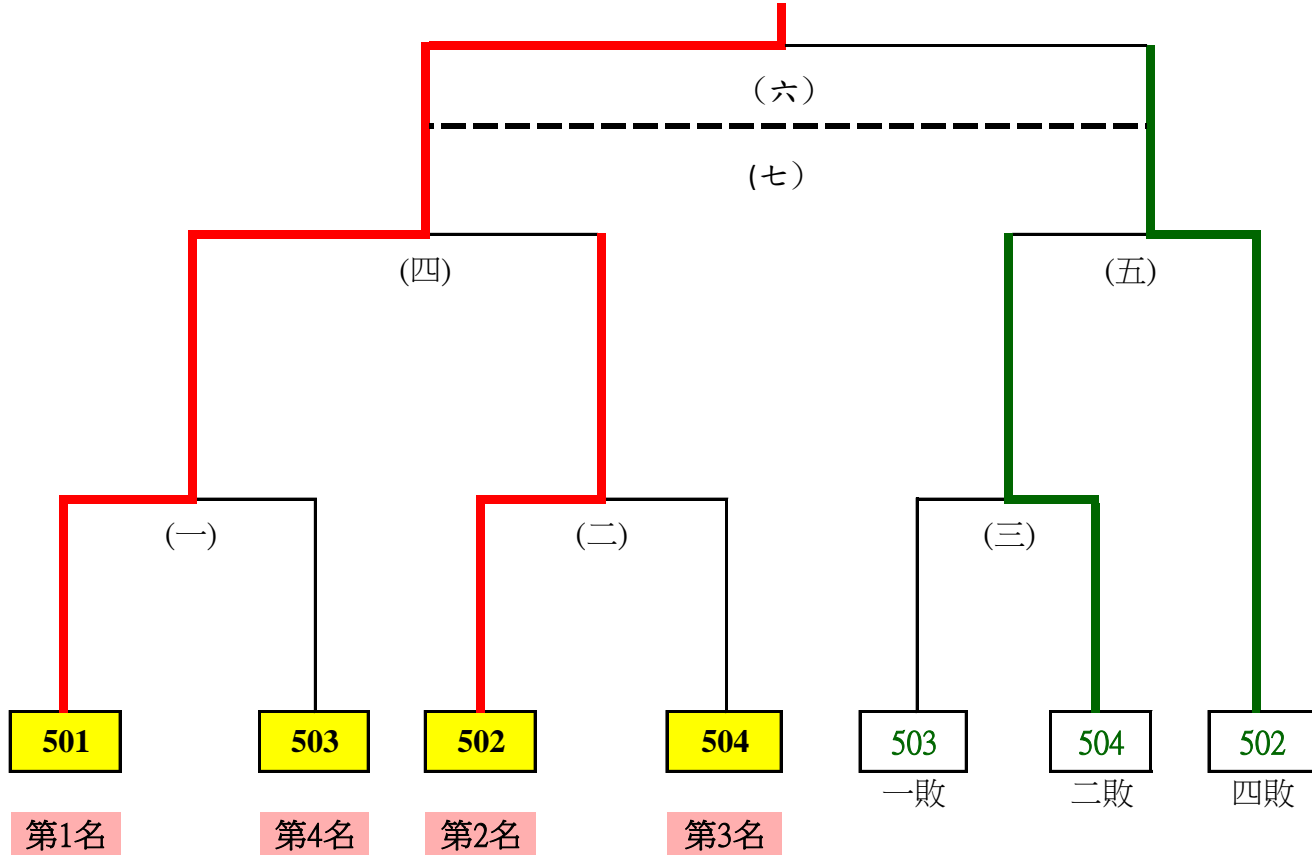 （六）
(七）
(四)
(五)
(一)
(二)
(三)
501
503
502
504
503
504
502
一敗
二敗
四敗
第1名
第4名
第2名
第3名